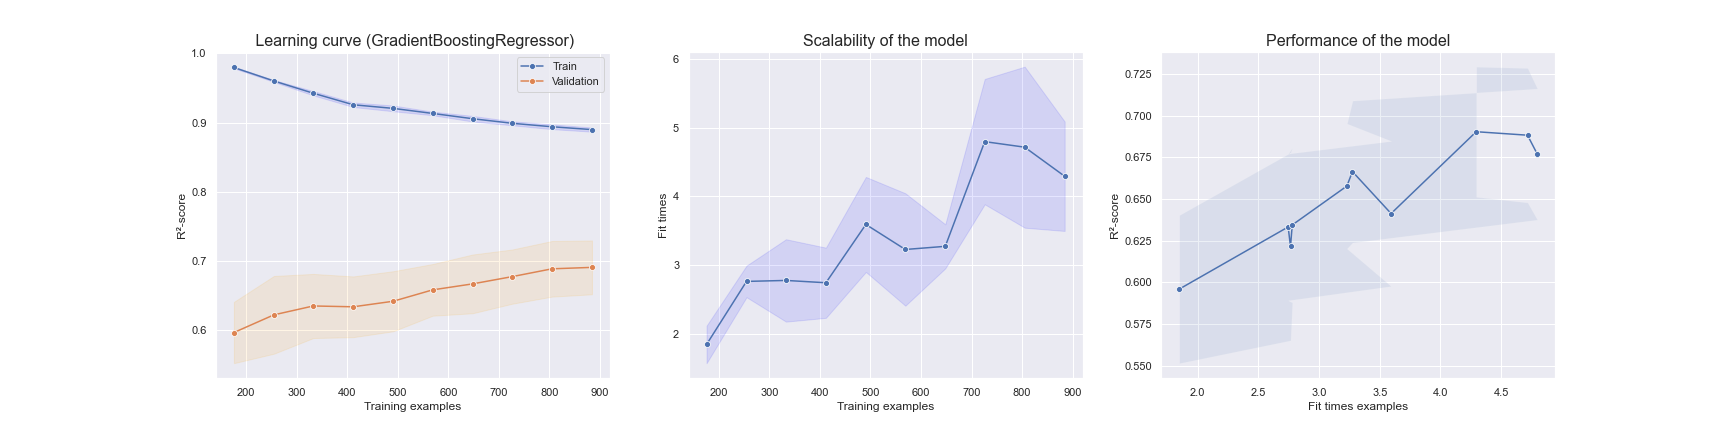 Learning curve (GradientBoostingRegressor)
1.0
0.9
0.8
0.7
0.6
R²-score
Train
Validation
200 300 400 500 600 700 800 900
Training examples
Scalability of the model
6
5
4
3
2
Fit times
200 300 400 500 600 700 800 900
Training examples
Performance of the model
0.725
0.700
0.675
0.650
0.625
0.600
0.575
0.550
R²-score
2.0 2.5 3.0 3.5 4.0 4.5
Fit times examples